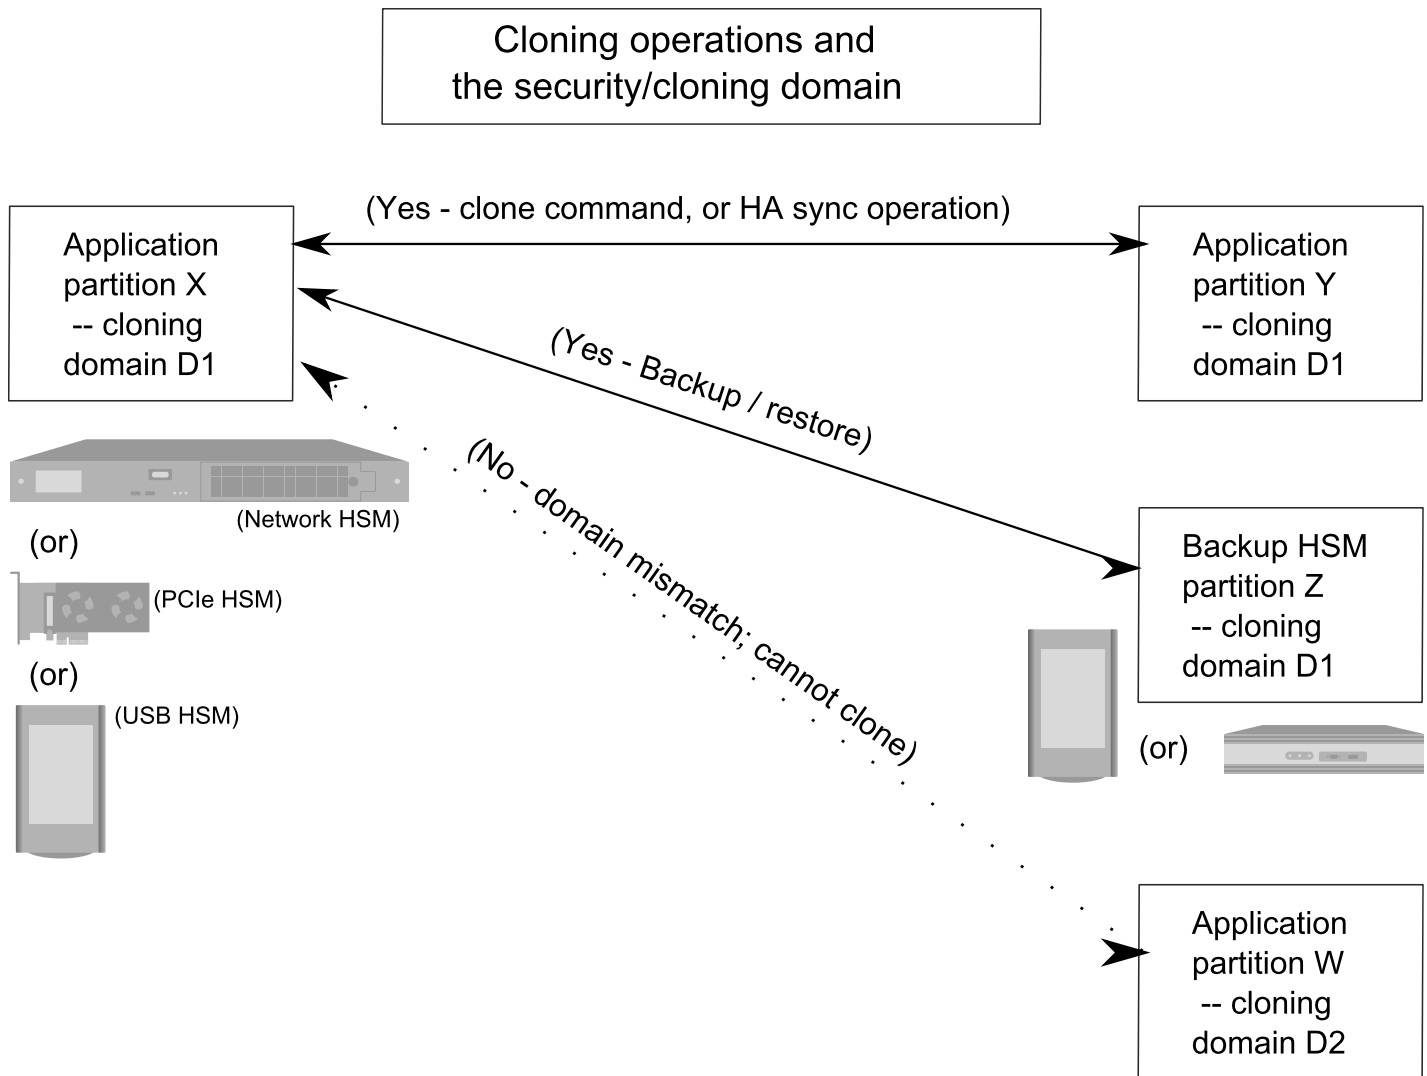 Cloning operations and
the security/cloning domain
(Yes - clone command, or HA sync operation)
Application
partition X
-- cloning
domain D1
Application
partition Y
-- cloning
domain D1
(Yes - Backup / restore)
(No - domain mismatch; cannot clone)
(Network HSM)
(or)
(PCIe HSM)
(or)
(USB HSM)
Backup HSM
partition Z
-- cloning
domain D1
(or)
Application
partition W
-- cloning
domain D2